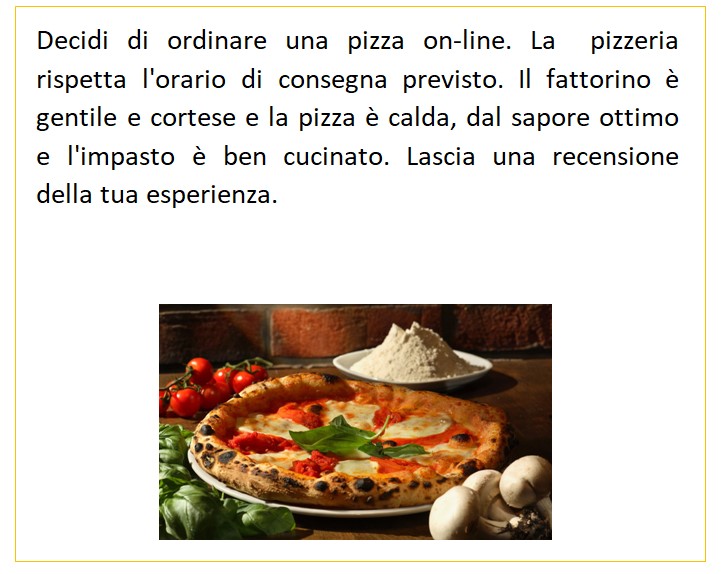 Decidi di ordinare una pizza on-line. La pizzeria
rispetta l'orario di consegna previsto. Il fattorino è
gentile e cortese e la pizza è calda, dal sapore ottimo
e l'impasto è ben cucinato. Lascia una recensione
della tua esperienza.